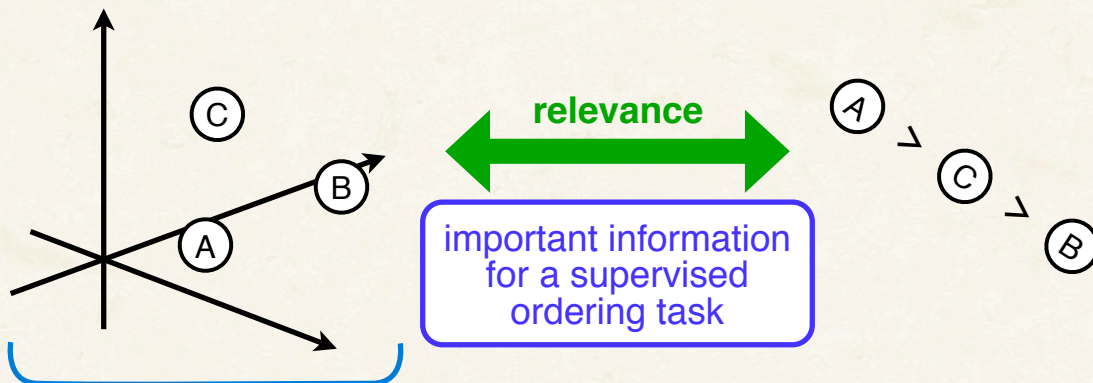 C
B
A
relevance
important information
for a supervised
ordering task
A > C > B